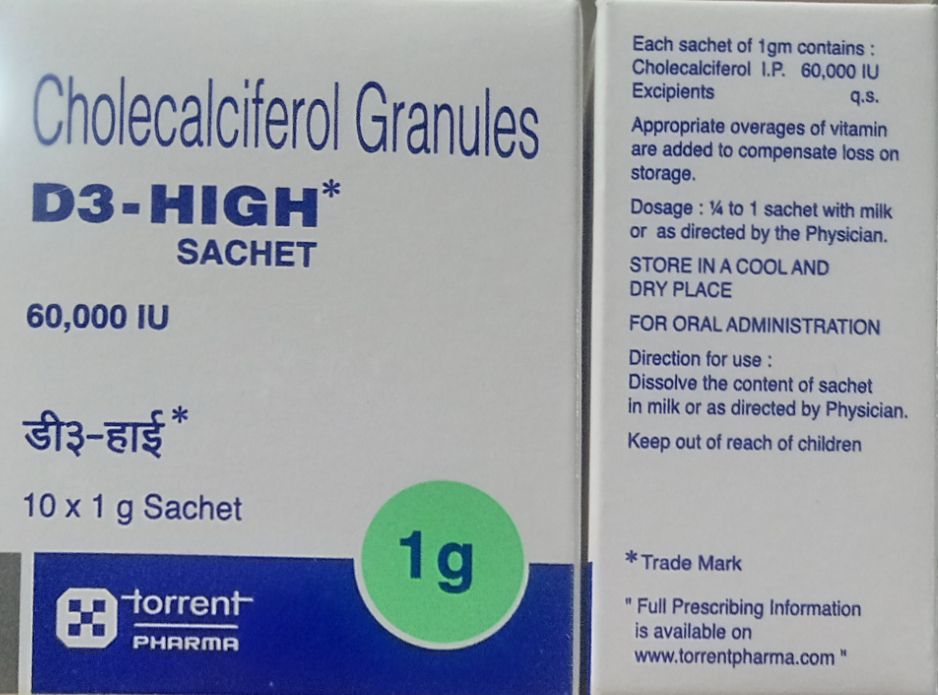 Cholecalciferol Granules
D3-HIGH*
SACHET
60,000 IU
डी३-हाई*
10 x 1 g Sachet
1g
torrent
PHARMA
Each sachet of 1gm contains :
Cholecalciferol I.P. 60,000 IU
Excipients q.s.
Appropriate overages of vitamin
are added to compensate loss on
storage.
Dosage : ¼ to 1 sachet with milk
or as directed by the Physician.
STORE IN A COOL AND
DRY PLACE
FOR ORAL ADMINISTRATION
Direction for use :
Dissolve the content of sachet
in milk or as directed by Physician.
Keep out of reach of children
* Trade Mark
" Full Prescribing Information
is available on
www.torrentpharma.com "